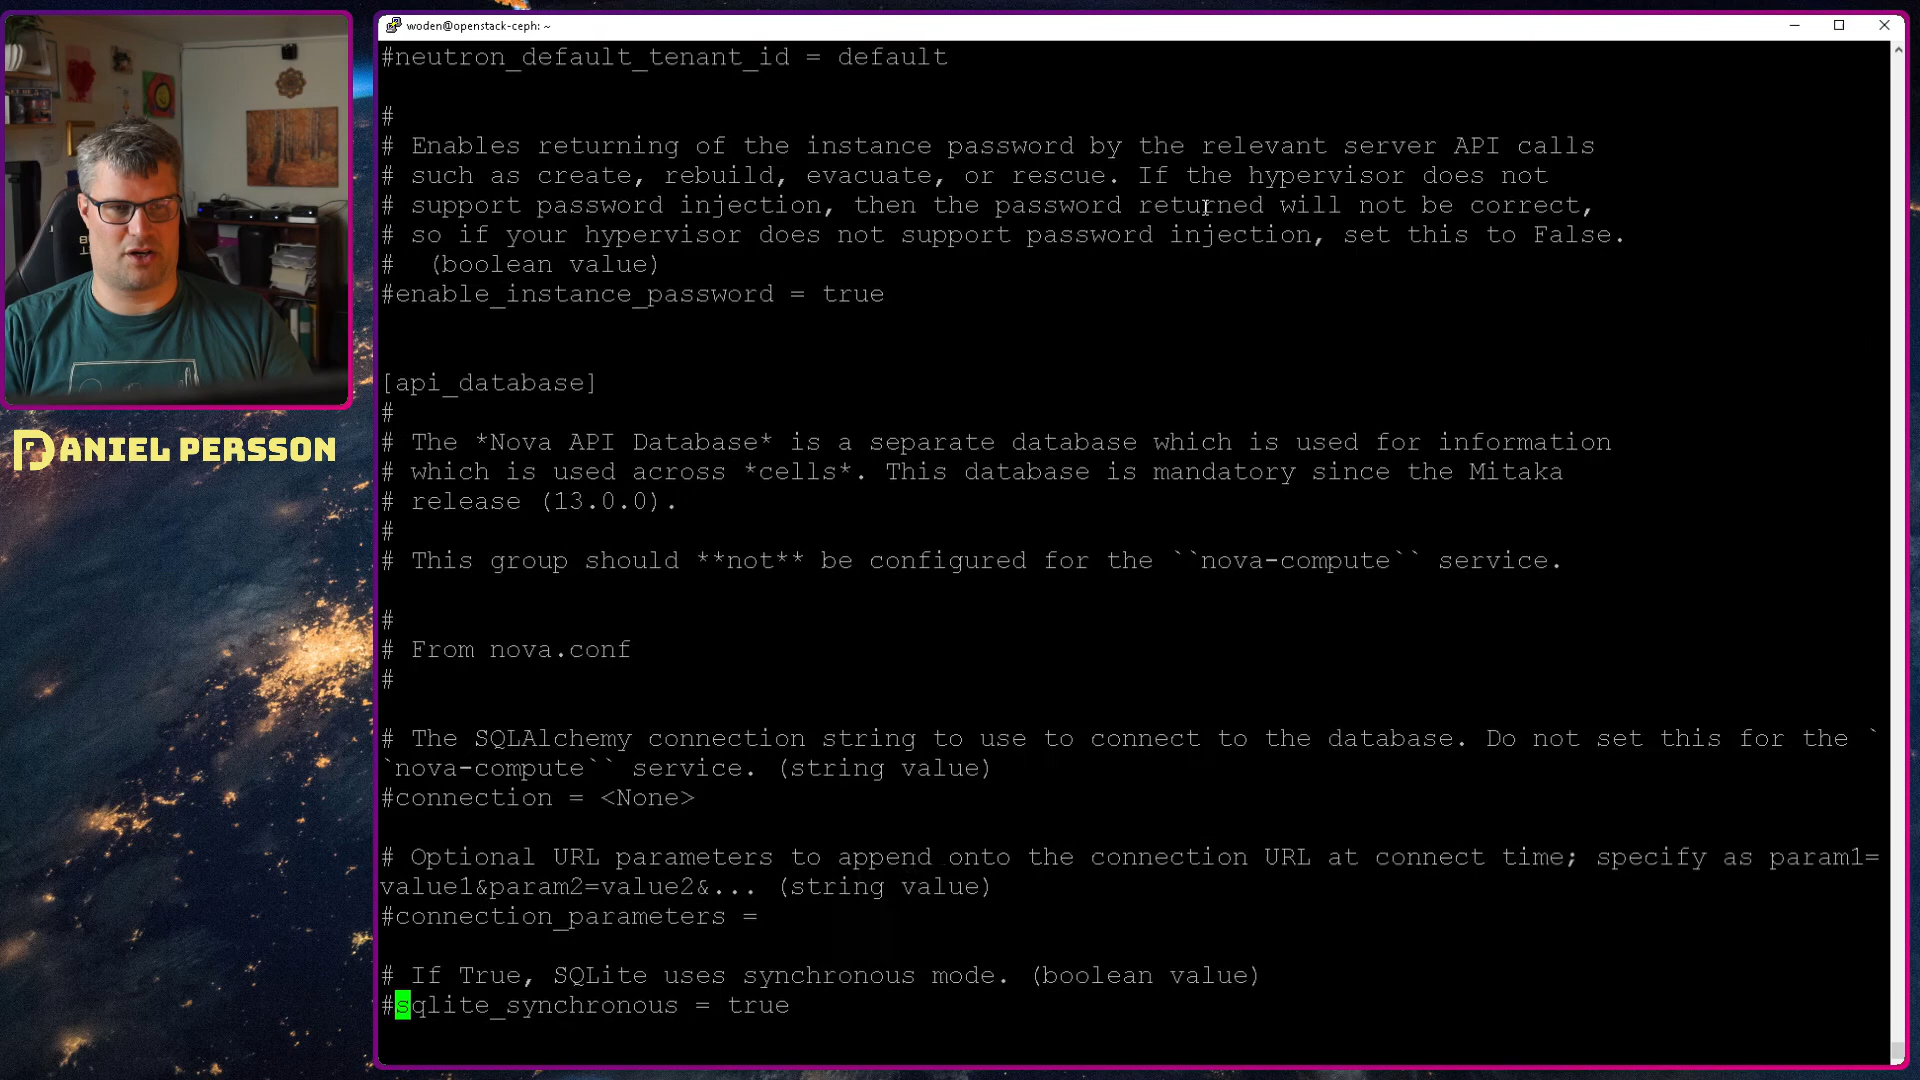 woden@openstack-ceph: ~
#neutron_default_tenant_id = default
#
# Enables returning of the instance password by the relevant server API calls
# such as create, rebuild, evacuate, or rescue. If the hypervisor does not
# support password injection, then the password returned will not be correct,
# so if your hypervisor does not support password injection, set this to False.
#  (boolean value)
#enable_instance_password = true
[api_database]
#
# The *Nova API Database* is a separate database which is used for information
# which is used across *cells*. This database is mandatory since the Mitaka
# release (13.0.0).
#
# This group should **not** be configured for the ``nova-compute`` service.
#
# From nova.conf
#
# The SQLAlchemy connection string to use to connect to the database. Do not set this for the `
`nova-compute`` service. (string value)
#connection = <None>
# Optional URL parameters to append onto the connection URL at connect time; specify as param1=
value1&param2=value2&... (string value)
#connection_parameters =
# If True, SQLite uses synchronous mode. (boolean value)
#sqlite_synchronous = true
DANIEL PERSSON